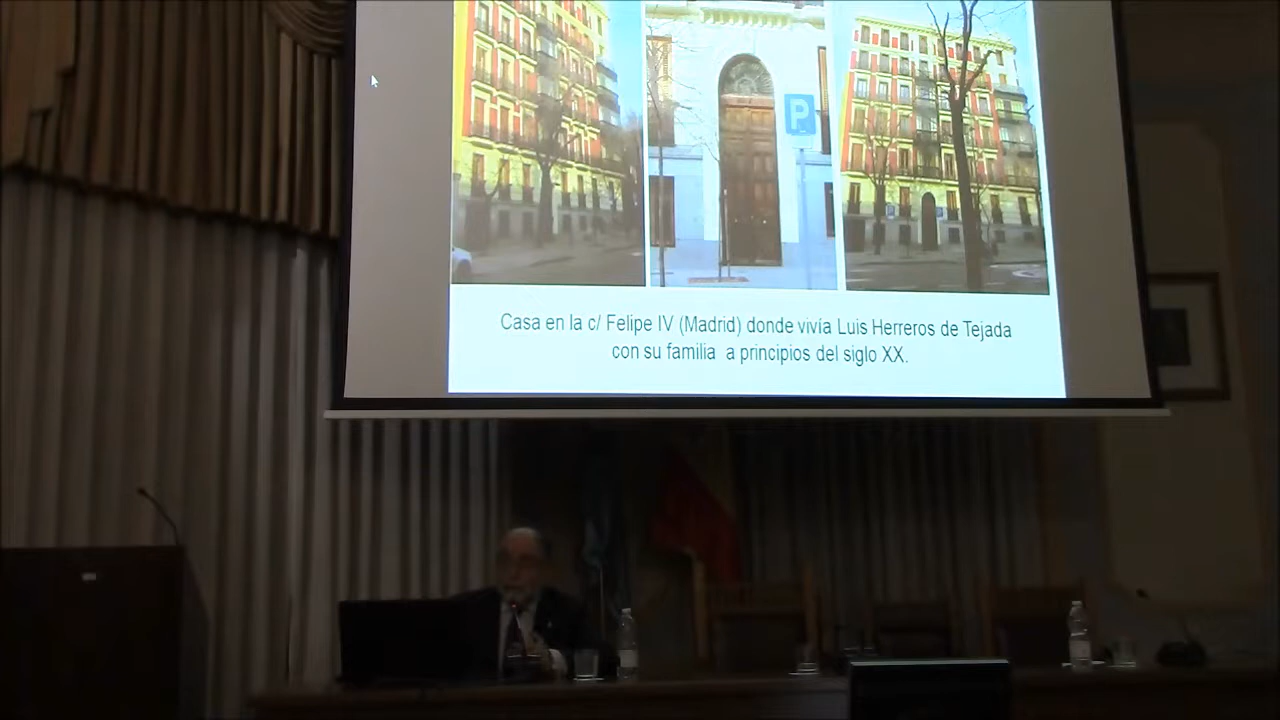 P
Casa en la c/ Felipe IV (Madrid) donde vivía Luis Herreros de Tejada
con su familia a principios del siglo XX.